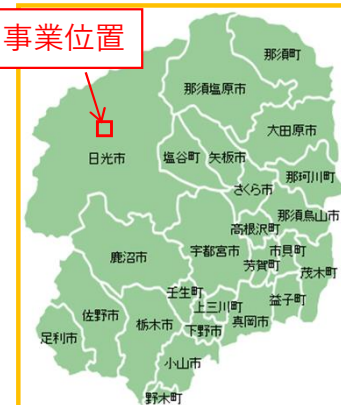 事業位置
那須町
那須塩原市
大田原市
日光市
塩谷町
矢板市
那珂川町
さくら市
那須烏山市
高根沢町
鹿沼市
宇都宮市
市貝町
芳賀町
茂木町
壬生町
上三川町
益子町
佐野市
栃木市
下野市
真岡市
足利市
小山市
野木町